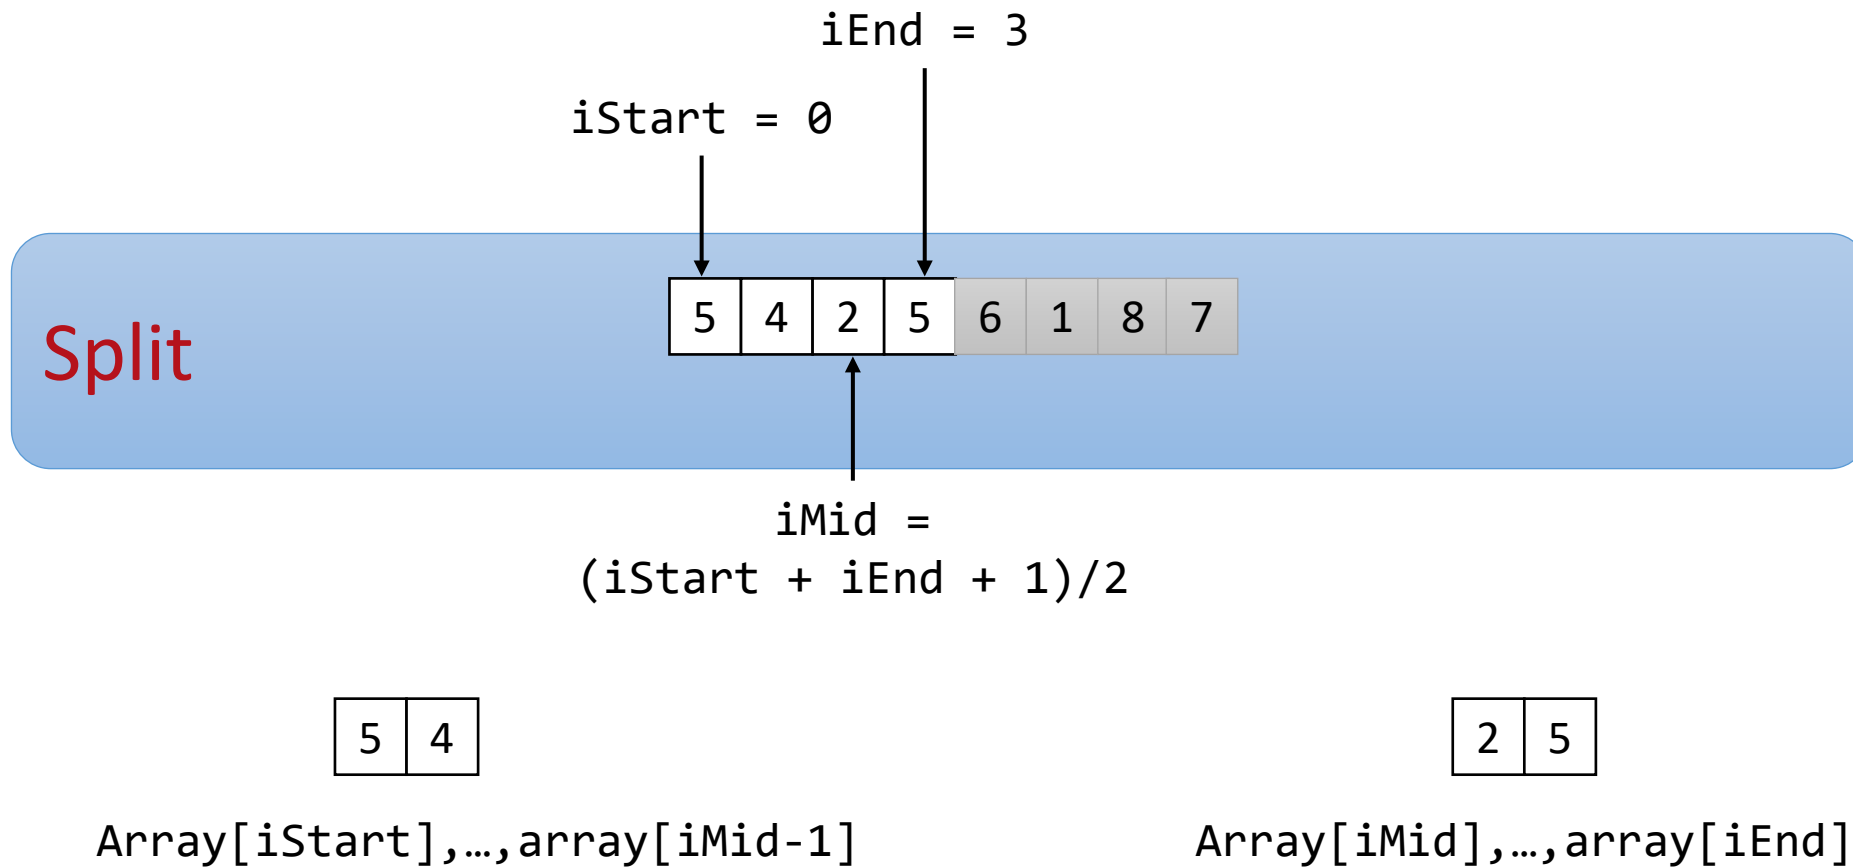 iEnd = 3
iStart = 0
5 4 2 5 6 1 8 7
Split
iMid =
(iStart + iEnd + 1)/2
5 4
2 5
Array[iStart],…,array[iMid-1]
Array[iMid],…,array[iEnd]